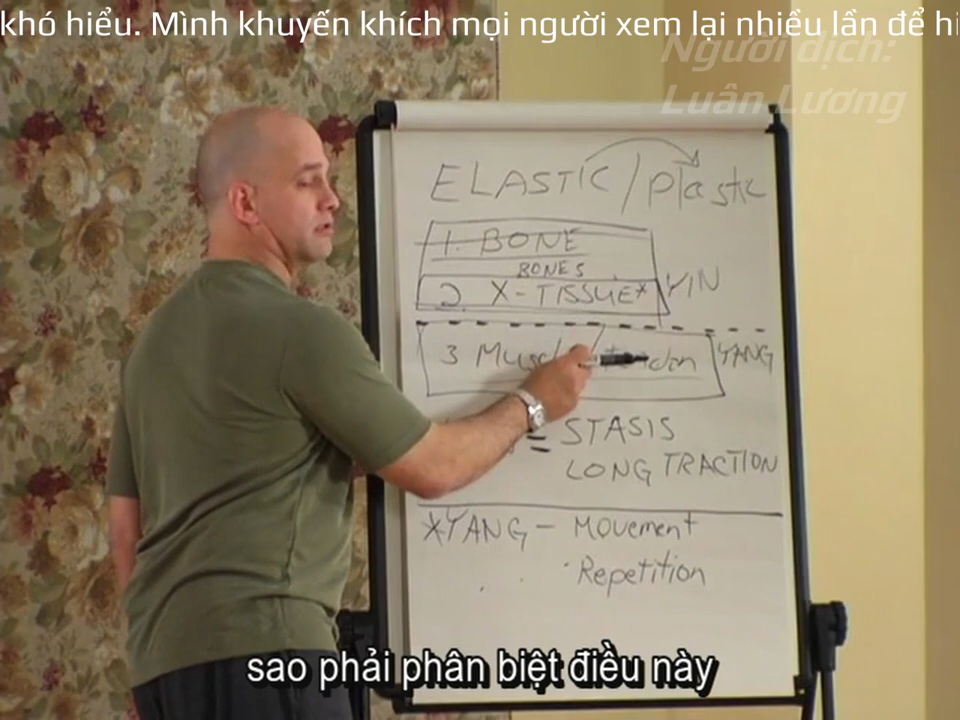 khó hiểu. Mình khuyến khích mọi người xem lại nhiều lần để hi
Người dịch:
Luân Lương
ELASTIC / plastic
1. BONE
BONES
2. X-TISSUE* YIN
3 YANG
= STASIS
LONG TRACTION
*YANG - Movement
· Repetition
sao phải phân biệt điều này